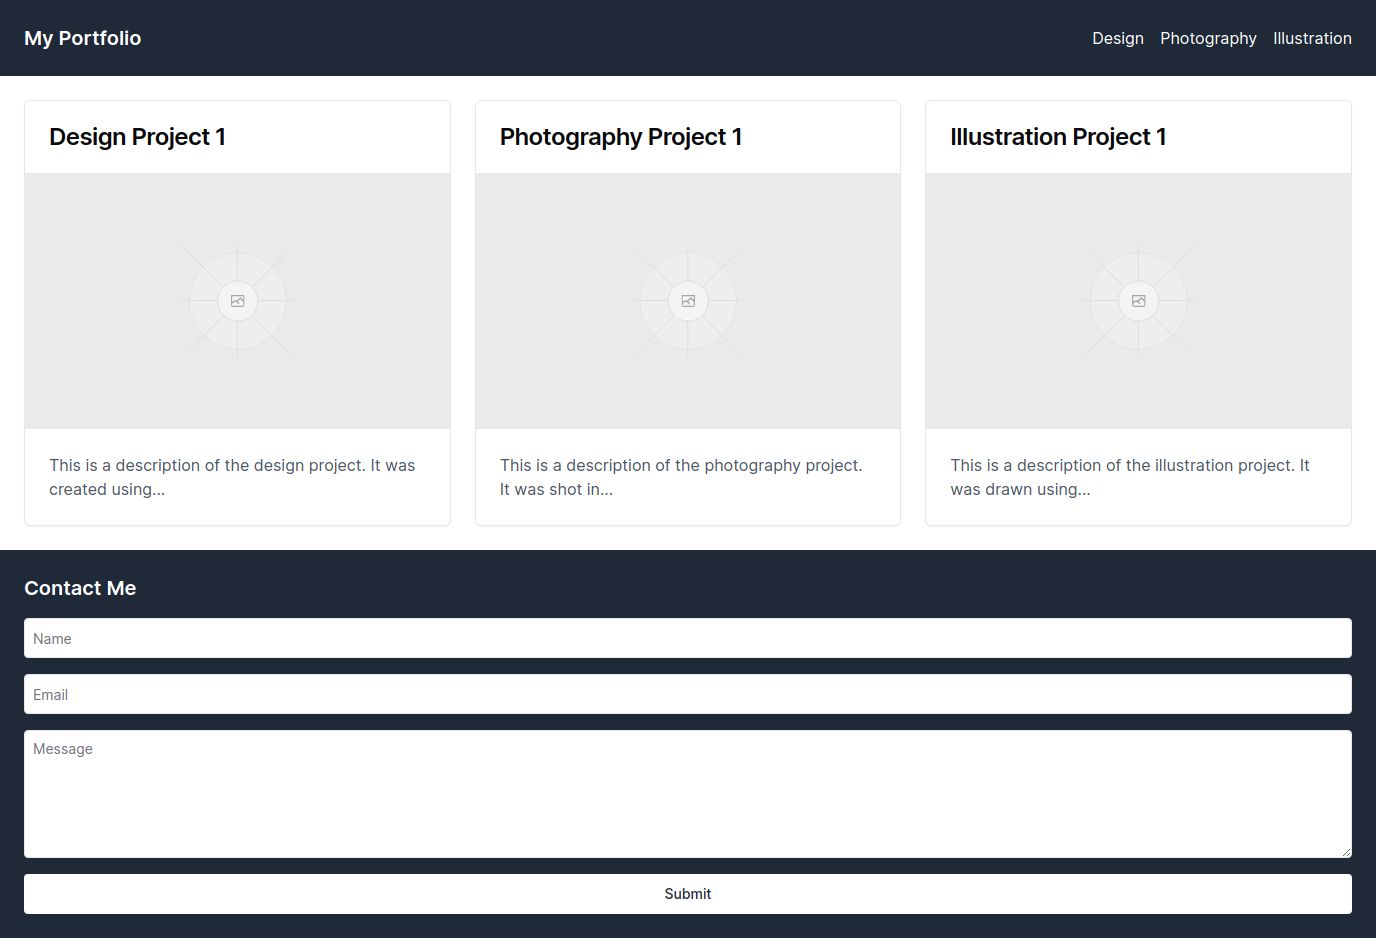 My Portfolio
Design Photography Illustration
Design Project 1
This is a description of the design project. It was
created using...
Photography Project 1
This is a description of the photography project.
It was shot in...
Illustration Project 1
This is a description of the illustration project. It
was drawn using...
Contact Me
Name
Email
Message
Submit